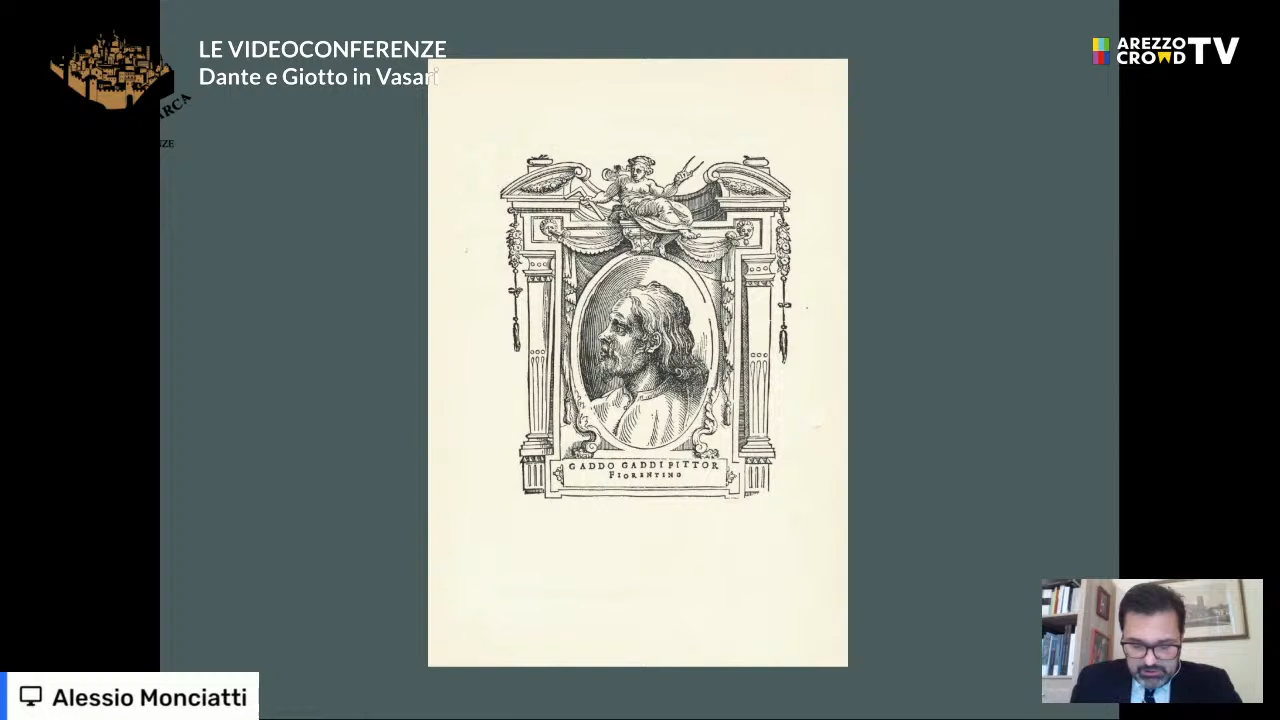 LE VIDEOCONFERENZE
Dante e Giotto in Vasari
AREZZO
CROWD TV
GADDO GADDI PITTOR
FIORENTINO
Alessio Monciatti